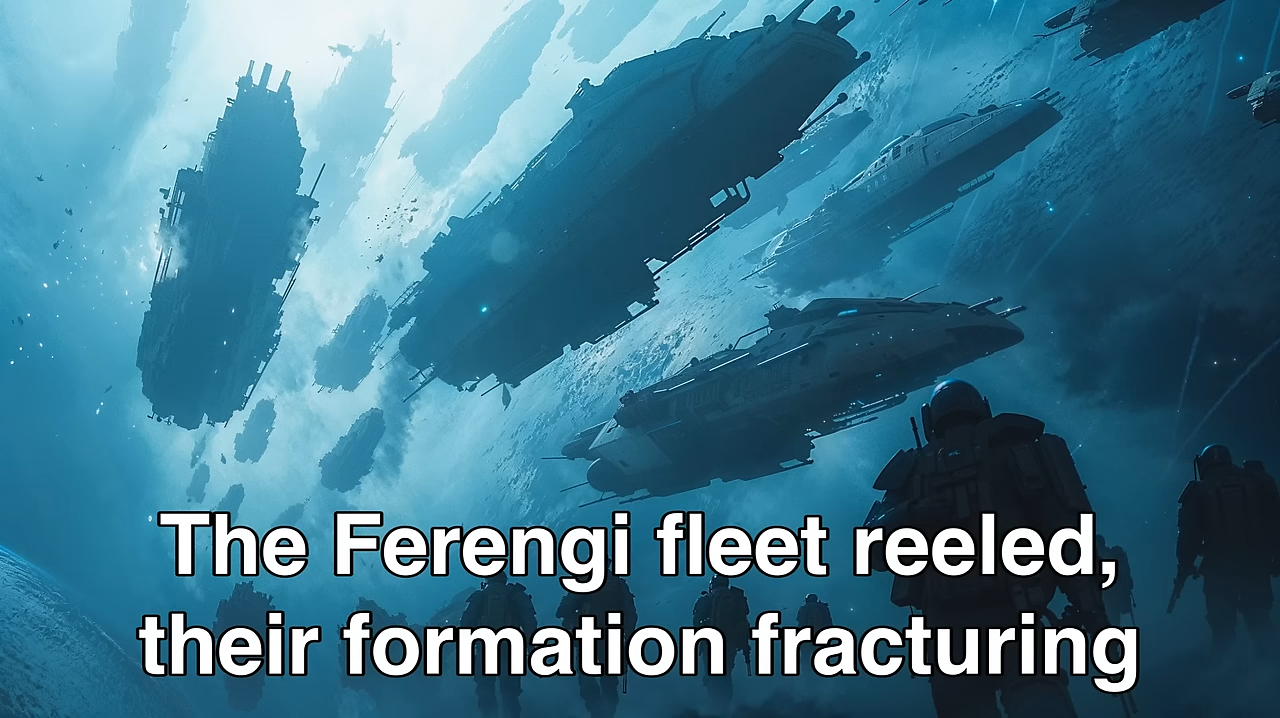 The Ferengi fleet reeled,
their formation fracturing